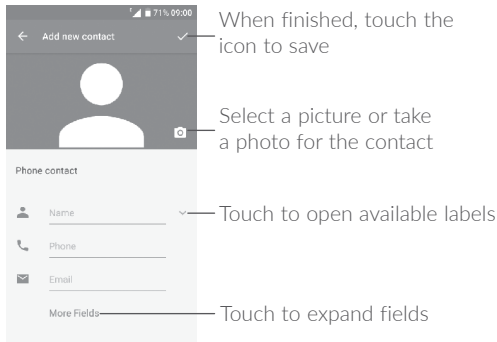 71% 09:00
Add new contact
When finished, touch the
icon to save
Select a picture or take
a photo for the contact
Phone contact
Name
Touch to open available labels
Phone
Email
More Fields
Touch to expand fields